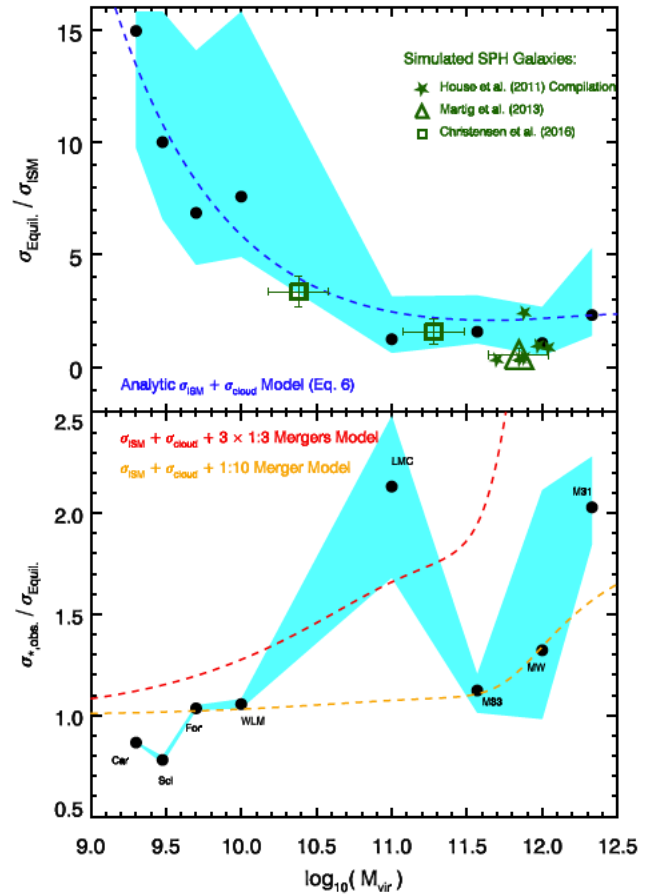 15
10
5
0
σEquil. / σISM
Simulated SPH Galaxies:
House et al. (2011) Compilation
Martig et al. (2013)
Christensen et al. (2016)
Analytic σISM + σcloud Model (Eq. 6)
2.5
2.0
1.5
1.0
0.5
σ*,obs. / σEquil.
σISM + σcloud + 3 × 1:3 Mergers Model
σISM + σcloud + 1:10 Merger Model
LMC
M31
MW
M33
WLM
For
Car
Scl
9.0 9.5 10.0 10.5 11.0 11.5 12.0 12.5
log10( Mvir)